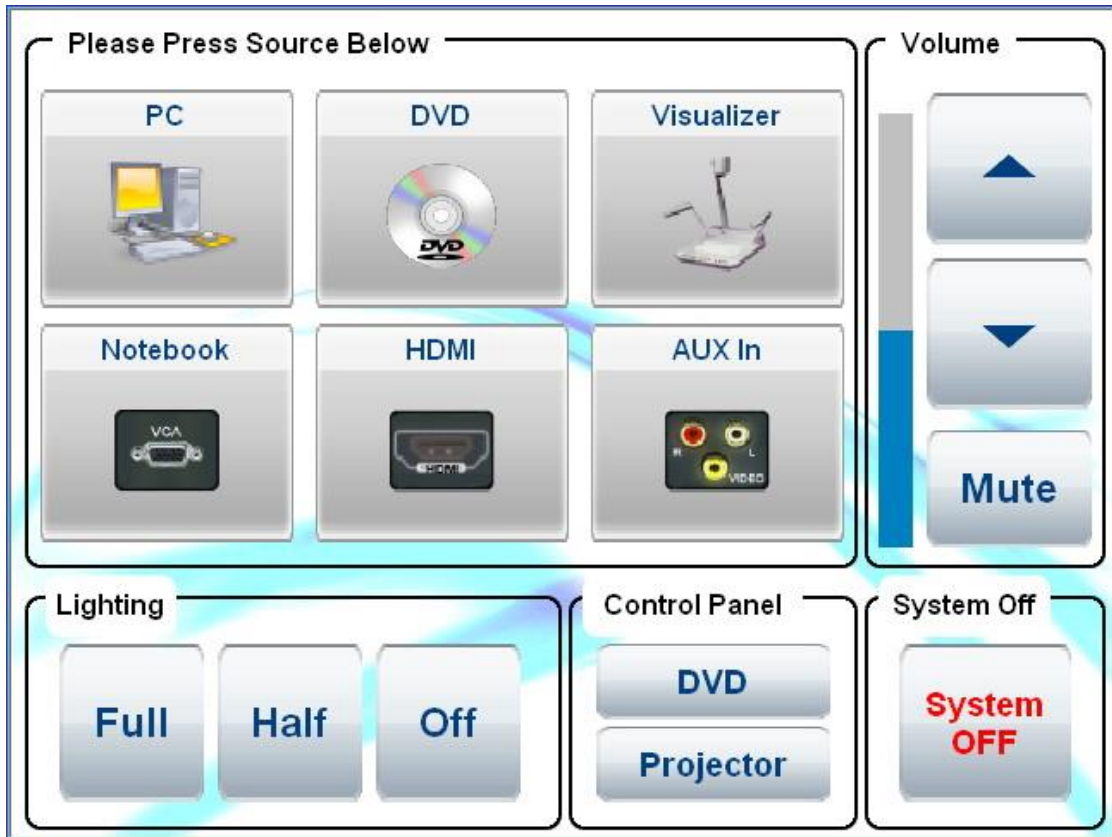 Please Press Source Below
Volume
PC
DVD
Visualizer
DVD
Notebook
HDMI
AUX In
VGA
HDMI
R
L
VIDEO
Mute
Lighting
Control Panel
System Off
Full
Half
Off
DVD
Projector
System
OFF